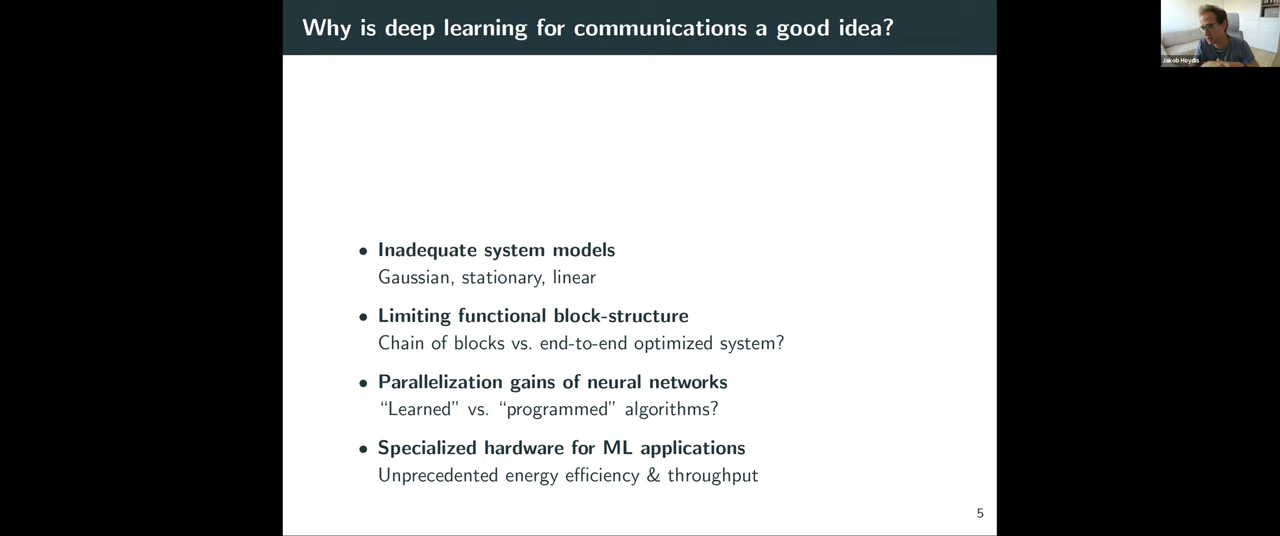 Why is deep learning for communications a good idea?
Jakob Hoydis
• Inadequate system models
Gaussian, stationary, linear
• Limiting functional block-structure
Chain of blocks vs. end-to-end optimized system?
• Parallelization gains of neural networks
“Learned” vs. “programmed” algorithms?
• Specialized hardware for ML applications
Unprecedented energy efficiency & throughput
5